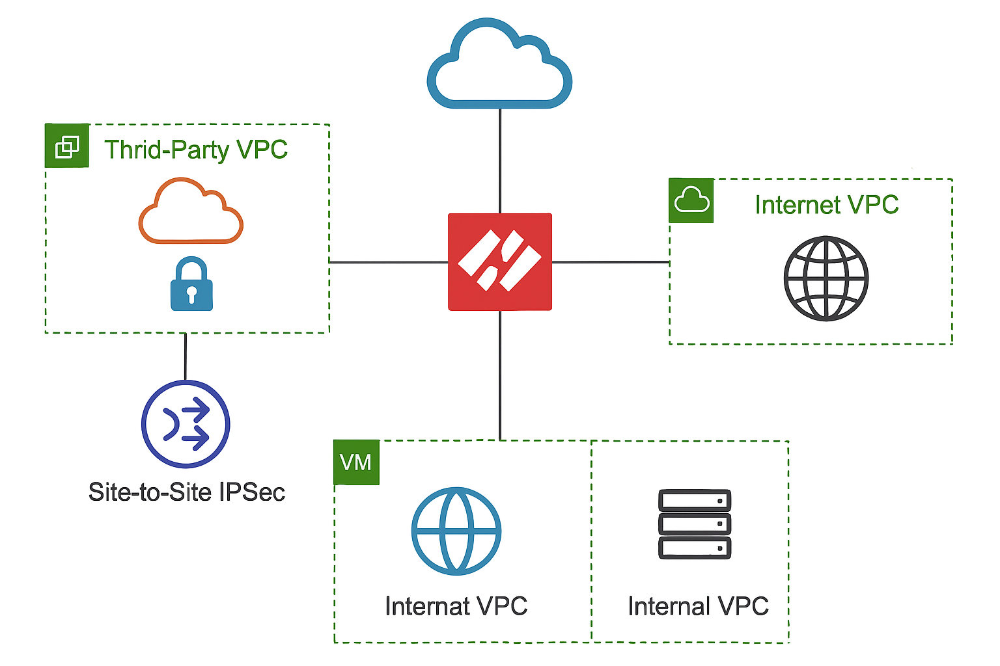 Thrid-Party VPC
Internet VPC
Site-to-Site IPSec
VM
Internat VPC
Internal VPC